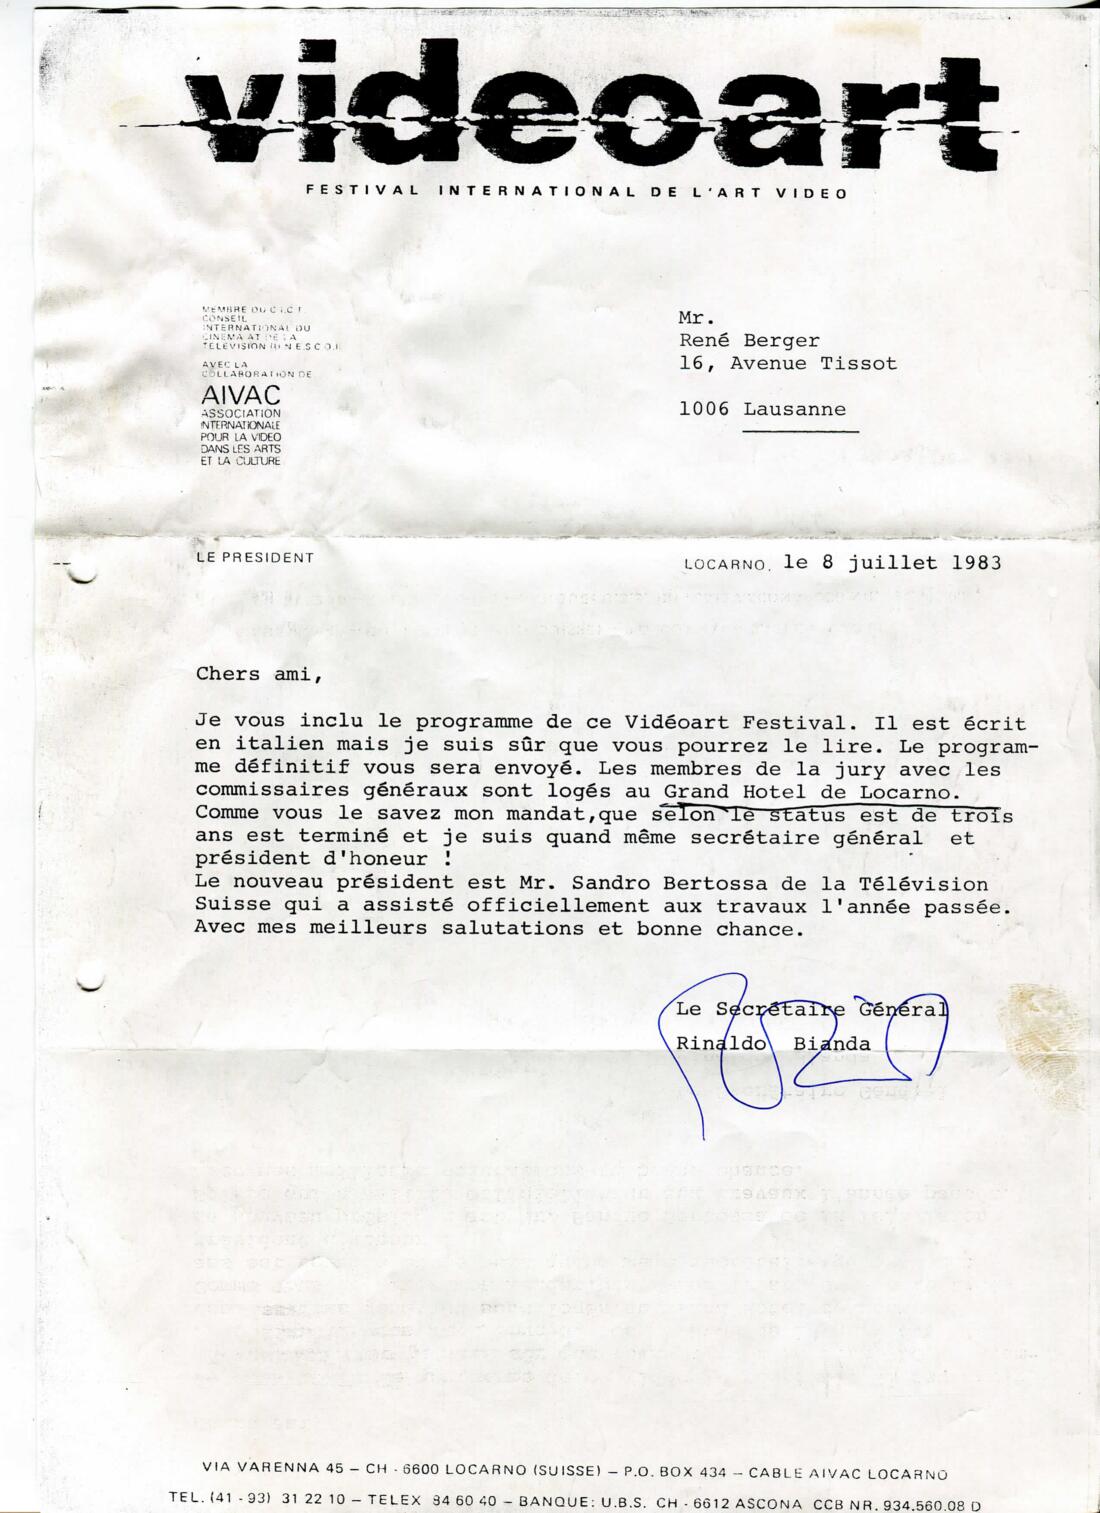 videoart
FESTIVAL INTERNATIONAL DE L'ART VIDEO
MEMBRE DU C.I.C.T.
CONSEIL
INTERNATIONAL DU
CINEMA AT DE LA
TELEVISION (U.N.E.S.C.O.)
AVEC LA
COLLABORATION DE
AIVAC
ASSOCIATION
INTERNATIONALE
POUR LA VIDEO
DANS LES ARTS
ET LA CULTURE
Mr.
René Berger
16, Avenue Tissot
1006 Lausanne
LE PRESIDENT
LOCARNO, le 8 juillet 1983
Chers ami,
Je vous inclu le programme de ce Vidéoart Festival. Il est écrit
en italien mais je suis sûr que vous pourrez le lire. Le program-
me définitif vous sera envoyé. Les membres de la jury avec les
commissaires généraux sont logés au Grand Hotel de Locarno.
Comme vous le savez mon mandat,que selon le status est de trois
ans est terminé et je suis quand même secrétaire général et
président d'honeur !
Le nouveau président est Mr. Sandro Bertossa de la Télévision
Suisse qui a assisté officiellement aux travaux l'année passée.
Avec mes meilleurs salutations et bonne chance.
Le Secrétaire Général
Rinaldo Bianda
VIA VARENNA 45 – CH - 6600 LOCARNO (SUISSE) – P.O. BOX 434 – CABLE AIVAC LOCARNO
TEL. (41 - 93) 31 22 10 – TELEX 84 60 40 – BANQUE: U.B.S. CH - 6612 ASCONA CCB NR. 934.560.08 D